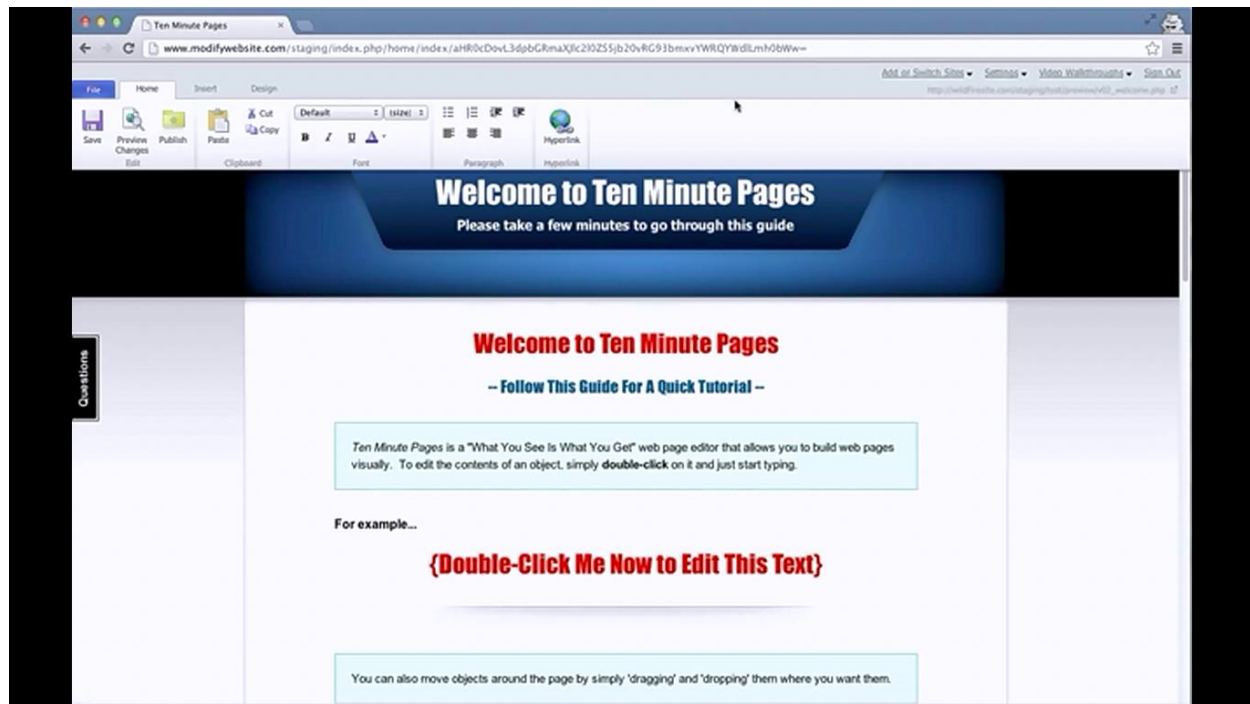 Ten Minute Pages
www.modifywebsite.com/staging/index.php/home/index/
Add or Switch Sites Settings Video Walkthroughs Sign Out
File Home Insert Design
Save Preview Changes Publish Paste Cut Copy Default (size) B I U A Hyperlink
Edit Clipboard Font Paragraph Hyperlink
Welcome to Ten Minute Pages
Please take a few minutes to go through this guide
Questions
Welcome to Ten Minute Pages
-- Follow This Guide For A Quick Tutorial --
Ten Minute Pages is a "What You See Is What You Get" web page editor that allows you to build web pages
visually. To edit the contents of an object, simply double-click on it and just start typing.
For example...
{Double-Click Me Now to Edit This Text}
You can also move objects around the page by simply 'dragging' and 'dropping' them where you want them.